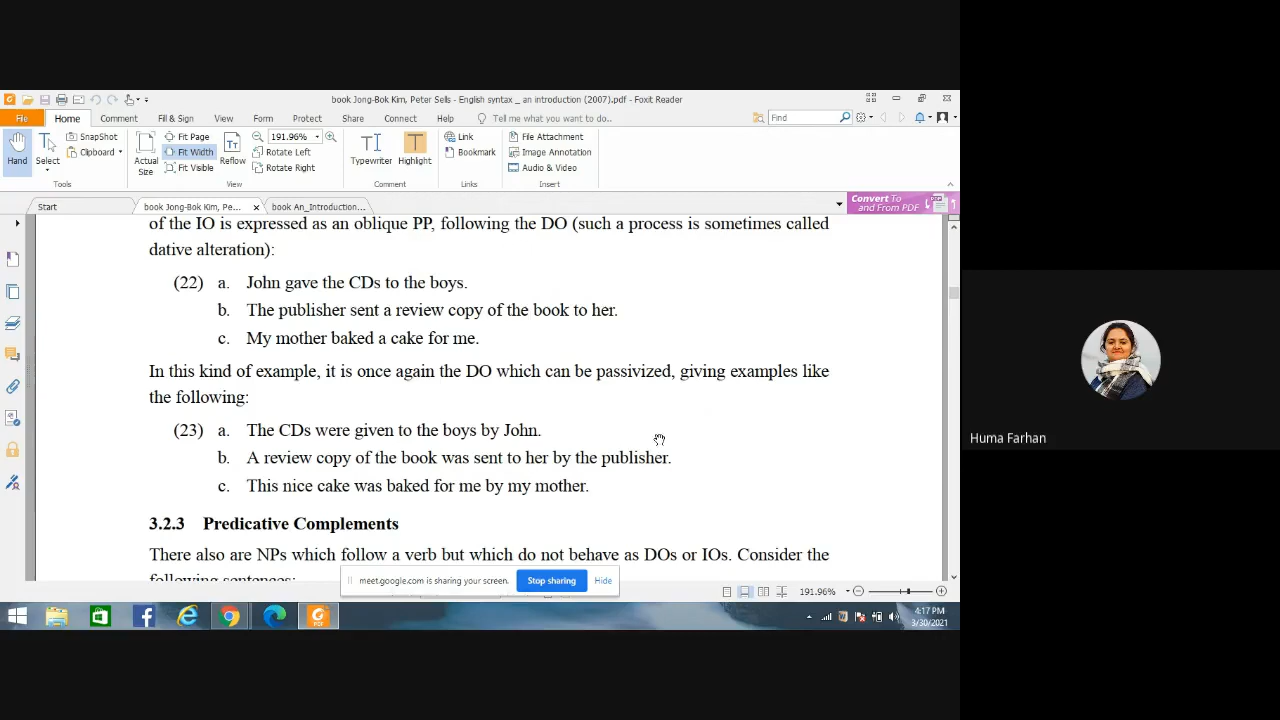 book Jong-Bok Kim, Peter Sells - English syntax _ an introduction (2007).pdf - Foxit Reader
File Home Comment Fill & Sign View Form Protect Share Connect Help Tell me what you want to do.. Find
Hand Select SnapShot Clipboard Actual Size Fit Page Fit Width Fit Visible Reflow 191.96% Rotate Left Rotate Right Typewriter Highlight Link Bookmark File Attachment Image Annotation Audio & Video
Tools View Comment Links Insert
Start book Jong-Bok Kim, Pe... book An_Introduction... Convert To and From PDF
of the IO is expressed as an oblique PP, following the DO (such a process is sometimes called
dative alteration):
(22) a. John gave the CDs to the boys.
b. The publisher sent a review copy of the book to her.
c. My mother baked a cake for me.
In this kind of example, it is once again the DO which can be passivized, giving examples like
the following:
(23) a. The CDs were given to the boys by John.
b. A review copy of the book was sent to her by the publisher.
c. This nice cake was baked for me by my mother.
3.2.3 Predicative Complements
There also are NPs which follow a verb but which do not behave as DOs or IOs. Consider the
following sentences:
meet.google.com is sharing your screen. Stop sharing Hide
191.96%
4:17 PM
3/30/2021
Huma Farhan